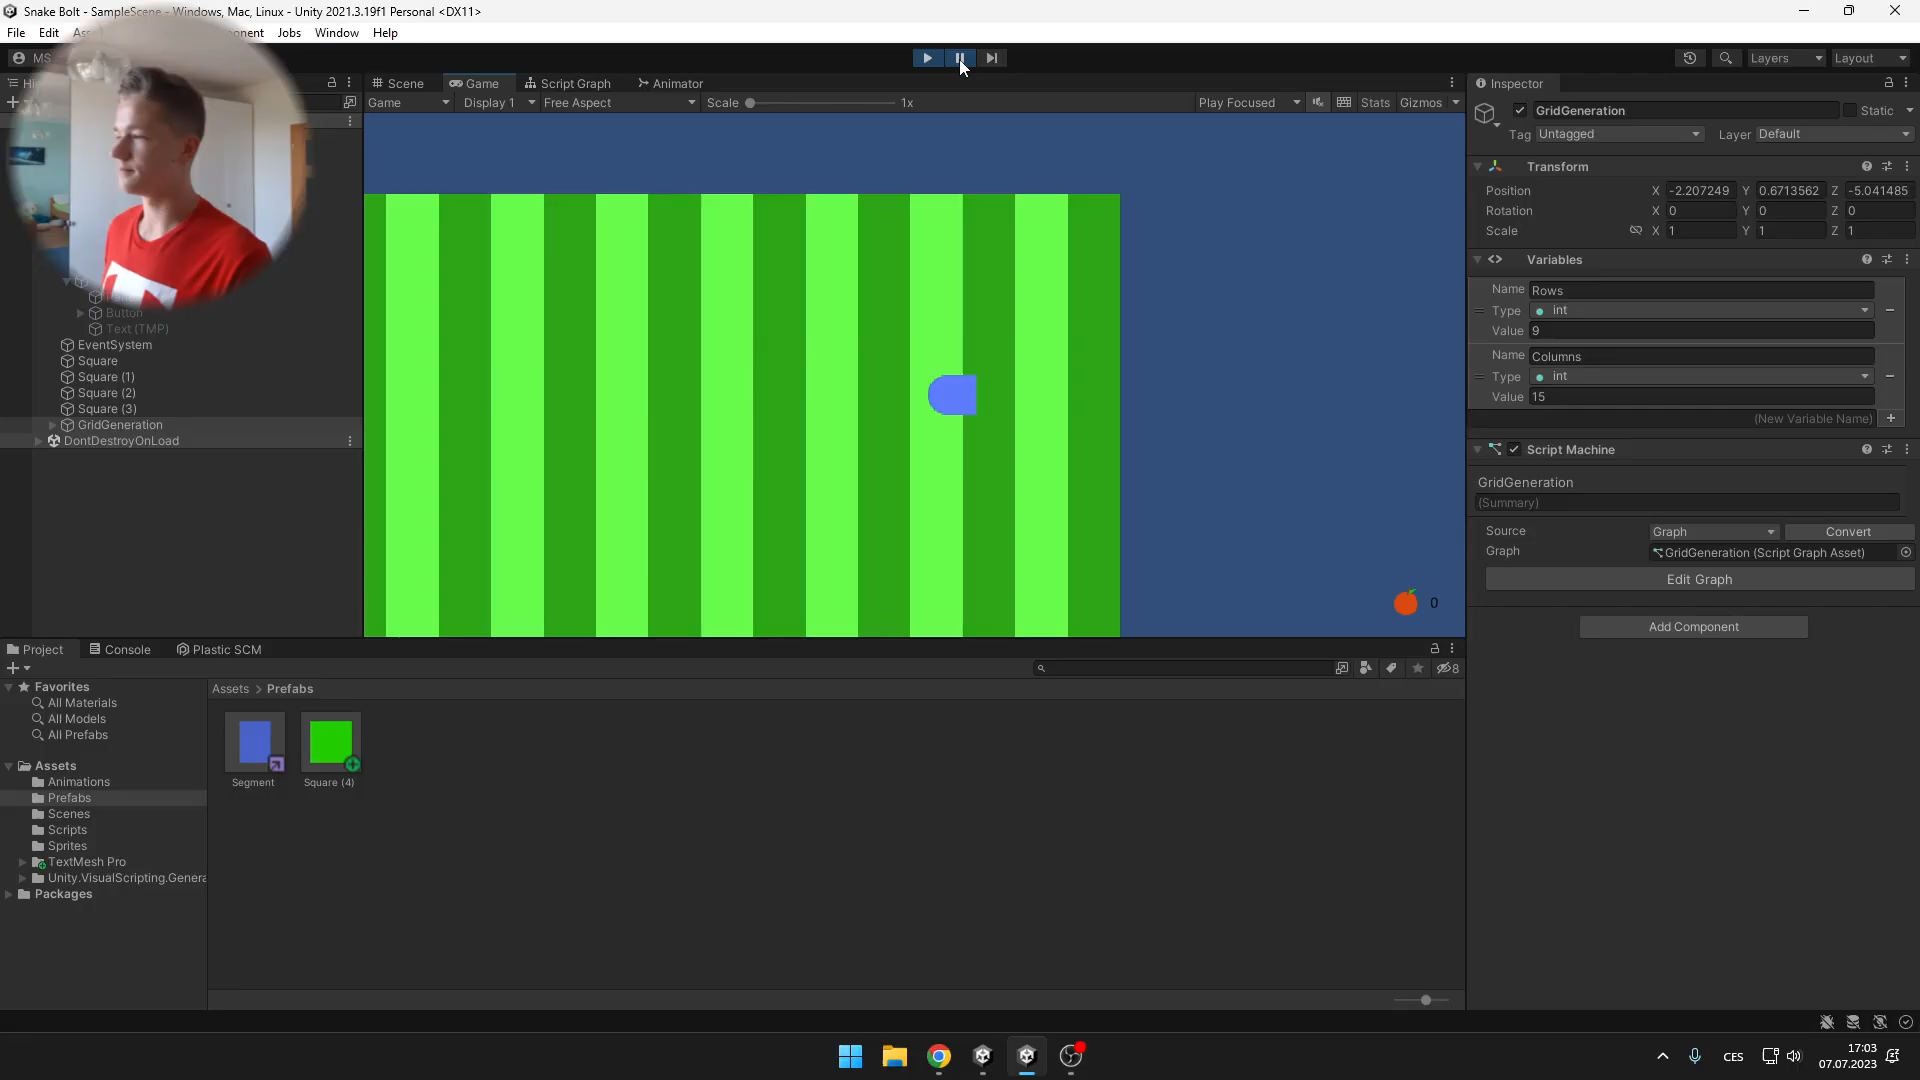 Snake Bolt - SampleScene - Windows, Mac, Linux - Unity 2021.3.19f1 Personal <DX11>
File Edit Window Jobs Help
MS
Layers Layout
Scene Game Script Graph Animator
Game Display 1 Free Aspect Scale 1x Play Focused Stats Gizmos
Button
Text (TMP)
EventSystem
Square
Square (1)
Square (2)
Square (3)
GridGeneration
DontDestroyOnLoad
0
Inspector
GridGeneration Static
Tag Untagged Layer Default
Transform
Position X -2.207249 Y 0.6713562 Z -5.041485
Rotation X 0 Y 0 Z 0
Scale X 1 Y 1 Z 1
Variables
Name Rows
Type int
Value 9
Name Columns
Type int
Value 15
(New Variable Name)
Script Machine
GridGeneration
(Summary)
Source Graph Convert
Graph GridGeneration (Script Graph Asset)
Edit Graph
Add Component
Project Console Plastic SCM
8
Favorites
All Materials
All Models
All Prefabs
Assets
Animations
Prefabs
Scenes
Scripts
Sprites
TextMesh Pro
Unity.VisualScripting.Genera
Packages
Assets > Prefabs
Segment Square (4)
CES
17:03
07.07.2023